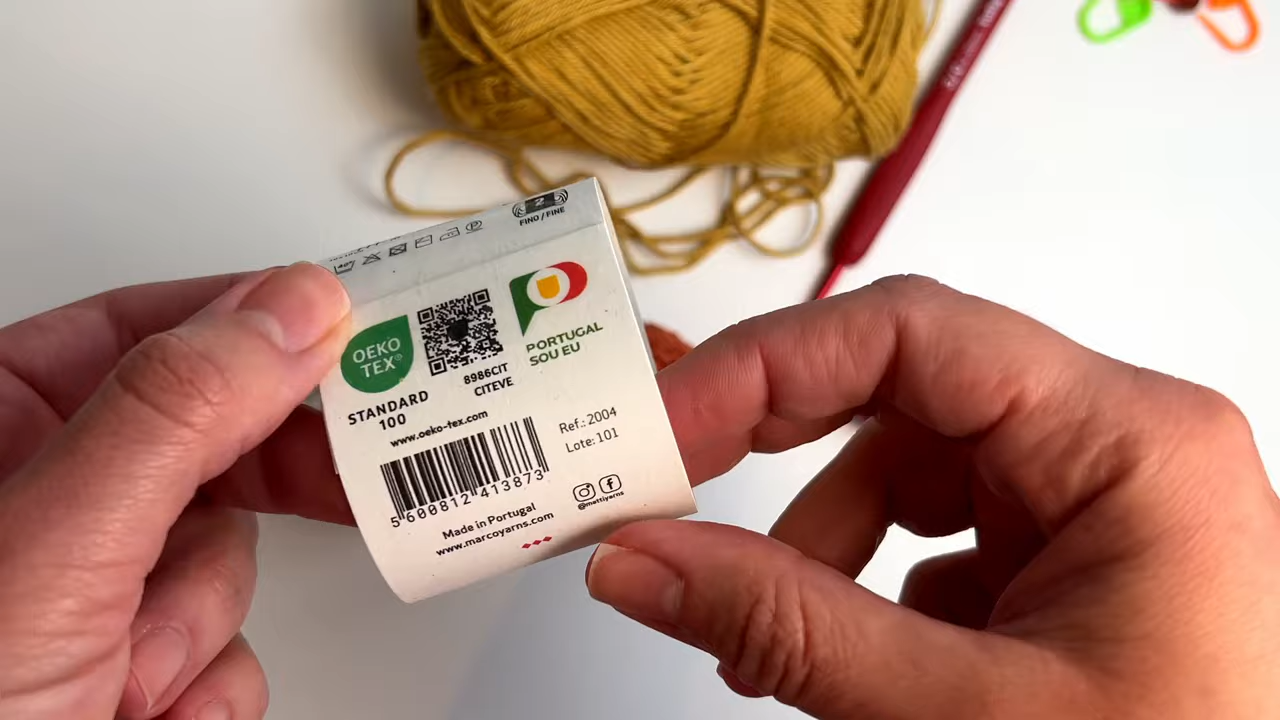 2
FINO / FINE
OEKO
TEX®
STANDARD
100
www.oeko-tex.com
8986CIT
CITEVE
PORTUGAL
SOU EU
Ref.: 2004
Lote: 101
5 600812 413873
@mettiyarns
Made in Portugal
www.marcoyarns.com